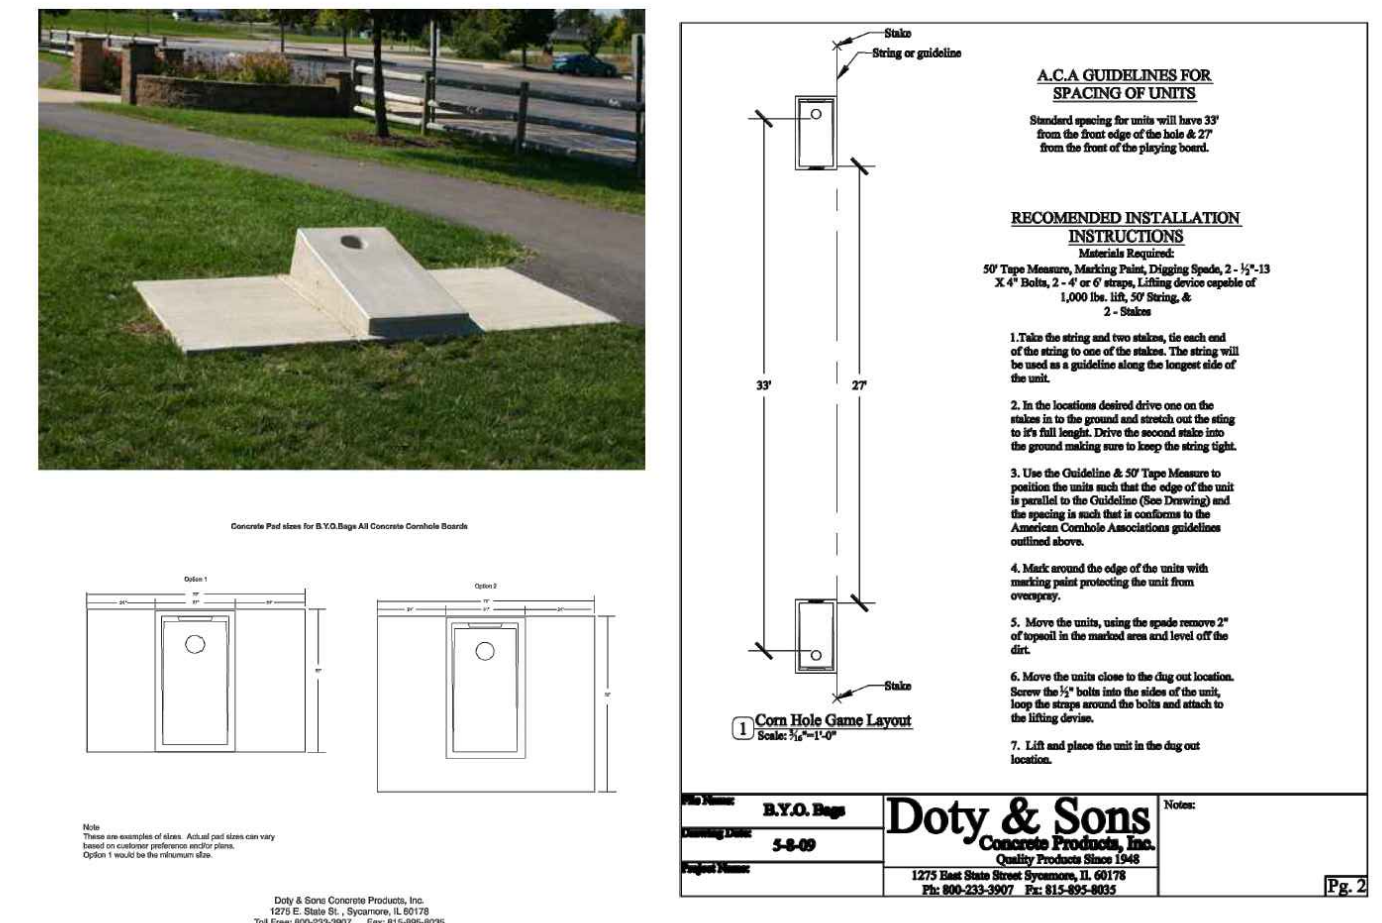 Concrete Pad sizes for B.Y.O.Bags All Concrete Cornhole Boards
Option 1
Option 2
Note
These are examples of sizes. Actual pad sizes can vary
based on customer preference and/or plans.
Option 1 would be the minumum size.
Doty & Sons Concrete Products, Inc.
1275 E. State St. , Sycamore, IL 60178
Toll Free: 800-233-3907 Fax: 815-895-8035
Stake
String or guideline
33'
27'
Stake
1 Corn Hole Game Layout
Scale: 3/16"=1'-0"
A.C.A GUIDELINES FOR
SPACING OF UNITS
Standard spacing for units will have 33'
from the front edge of the hole & 27'
from the front of the playing board.
RECOMENDED INSTALLATION
INSTRUCTIONS
Materials Required:
50' Tape Measure, Marking Paint, Digging Spade, 2 - ½"-13
X 4" Bolts, 2 - 4' or 6' straps, Lifting device capable of
1,000 lbs. lift, 50' String, &
2 - Stakes
1.Take the string and two stakes, tie each end
of the string to one of the stakes. The string will
be used as a guideline along the longest side of
the unit.
2. In the locations desired drive one on the
stakes in to the ground and stretch out the sting
to it's full lenght. Drive the second stake into
the ground making sure to keep the string tight.
3. Use the Guideline & 50' Tape Measure to
position the units such that the edge of the unit
is parallel to the Guideline (See Drawing) and
the spacing is such that is conforms to the
American Cornhole Associations guidelines
outlined above.
4. Mark around the edge of the units with
marking paint protecting the unit from
overspray.
5. Move the units, using the spade remove 2"
of topsoil in the marked area and level off the
dirt.
6. Move the units close to the dug out location.
Screw the ½" bolts into the sides of the unit,
loop the straps around the bolts and attach to
the lifting devise.
7. Lift and place the unit in the dug out
location.
File Name:
B.Y.O. Bags
Drawing Date:
5-8-09
Project Name:
Doty & Sons
Concrete Products, Inc.
Quality Products Since 1948
1275 East State Street Sycamore, Il. 60178
Ph: 800-233-3907 Fx: 815-895-8035
Notes:
Pg. 2